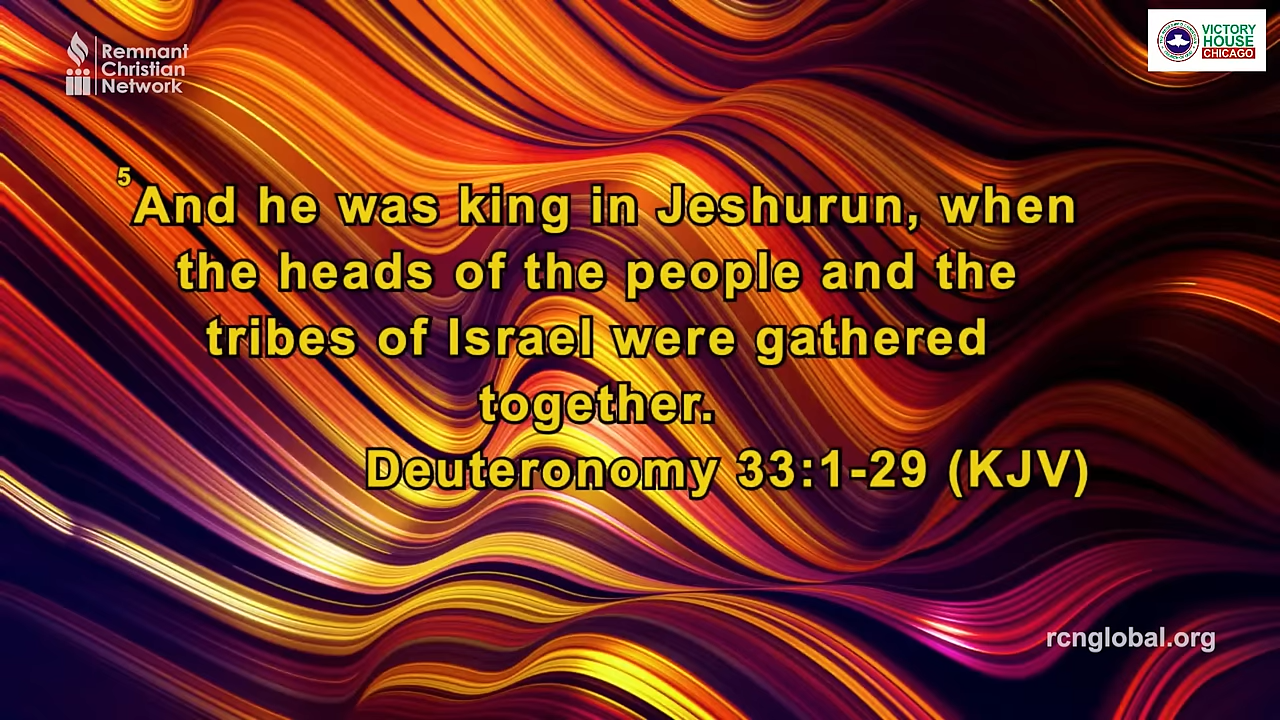 Remnant
Christian
Network
VICTORY
HOUSE
CHICAGO
5 And he was king in Jeshurun, when
the heads of the people and the
tribes of Israel were gathered
together.
Deuteronomy 33:1-29 (KJV)
rcnglobal.org